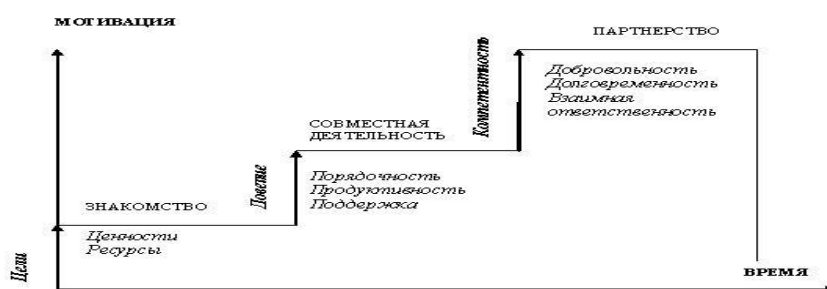 МОТИВАЦИЯ
ПАРТНЕРСТВО
Компетентность
Добровольность
Долговременность
Взаимная
ответственность
СОВМЕСТНАЯ
ДЕЯТЕЛЬНОСТЬ
Доверие
Порядочность
Продуктивность
Поддержка
ЗНАКОМСТВО
Ценности
Ресурсы
Цели
ВРЕМЯ